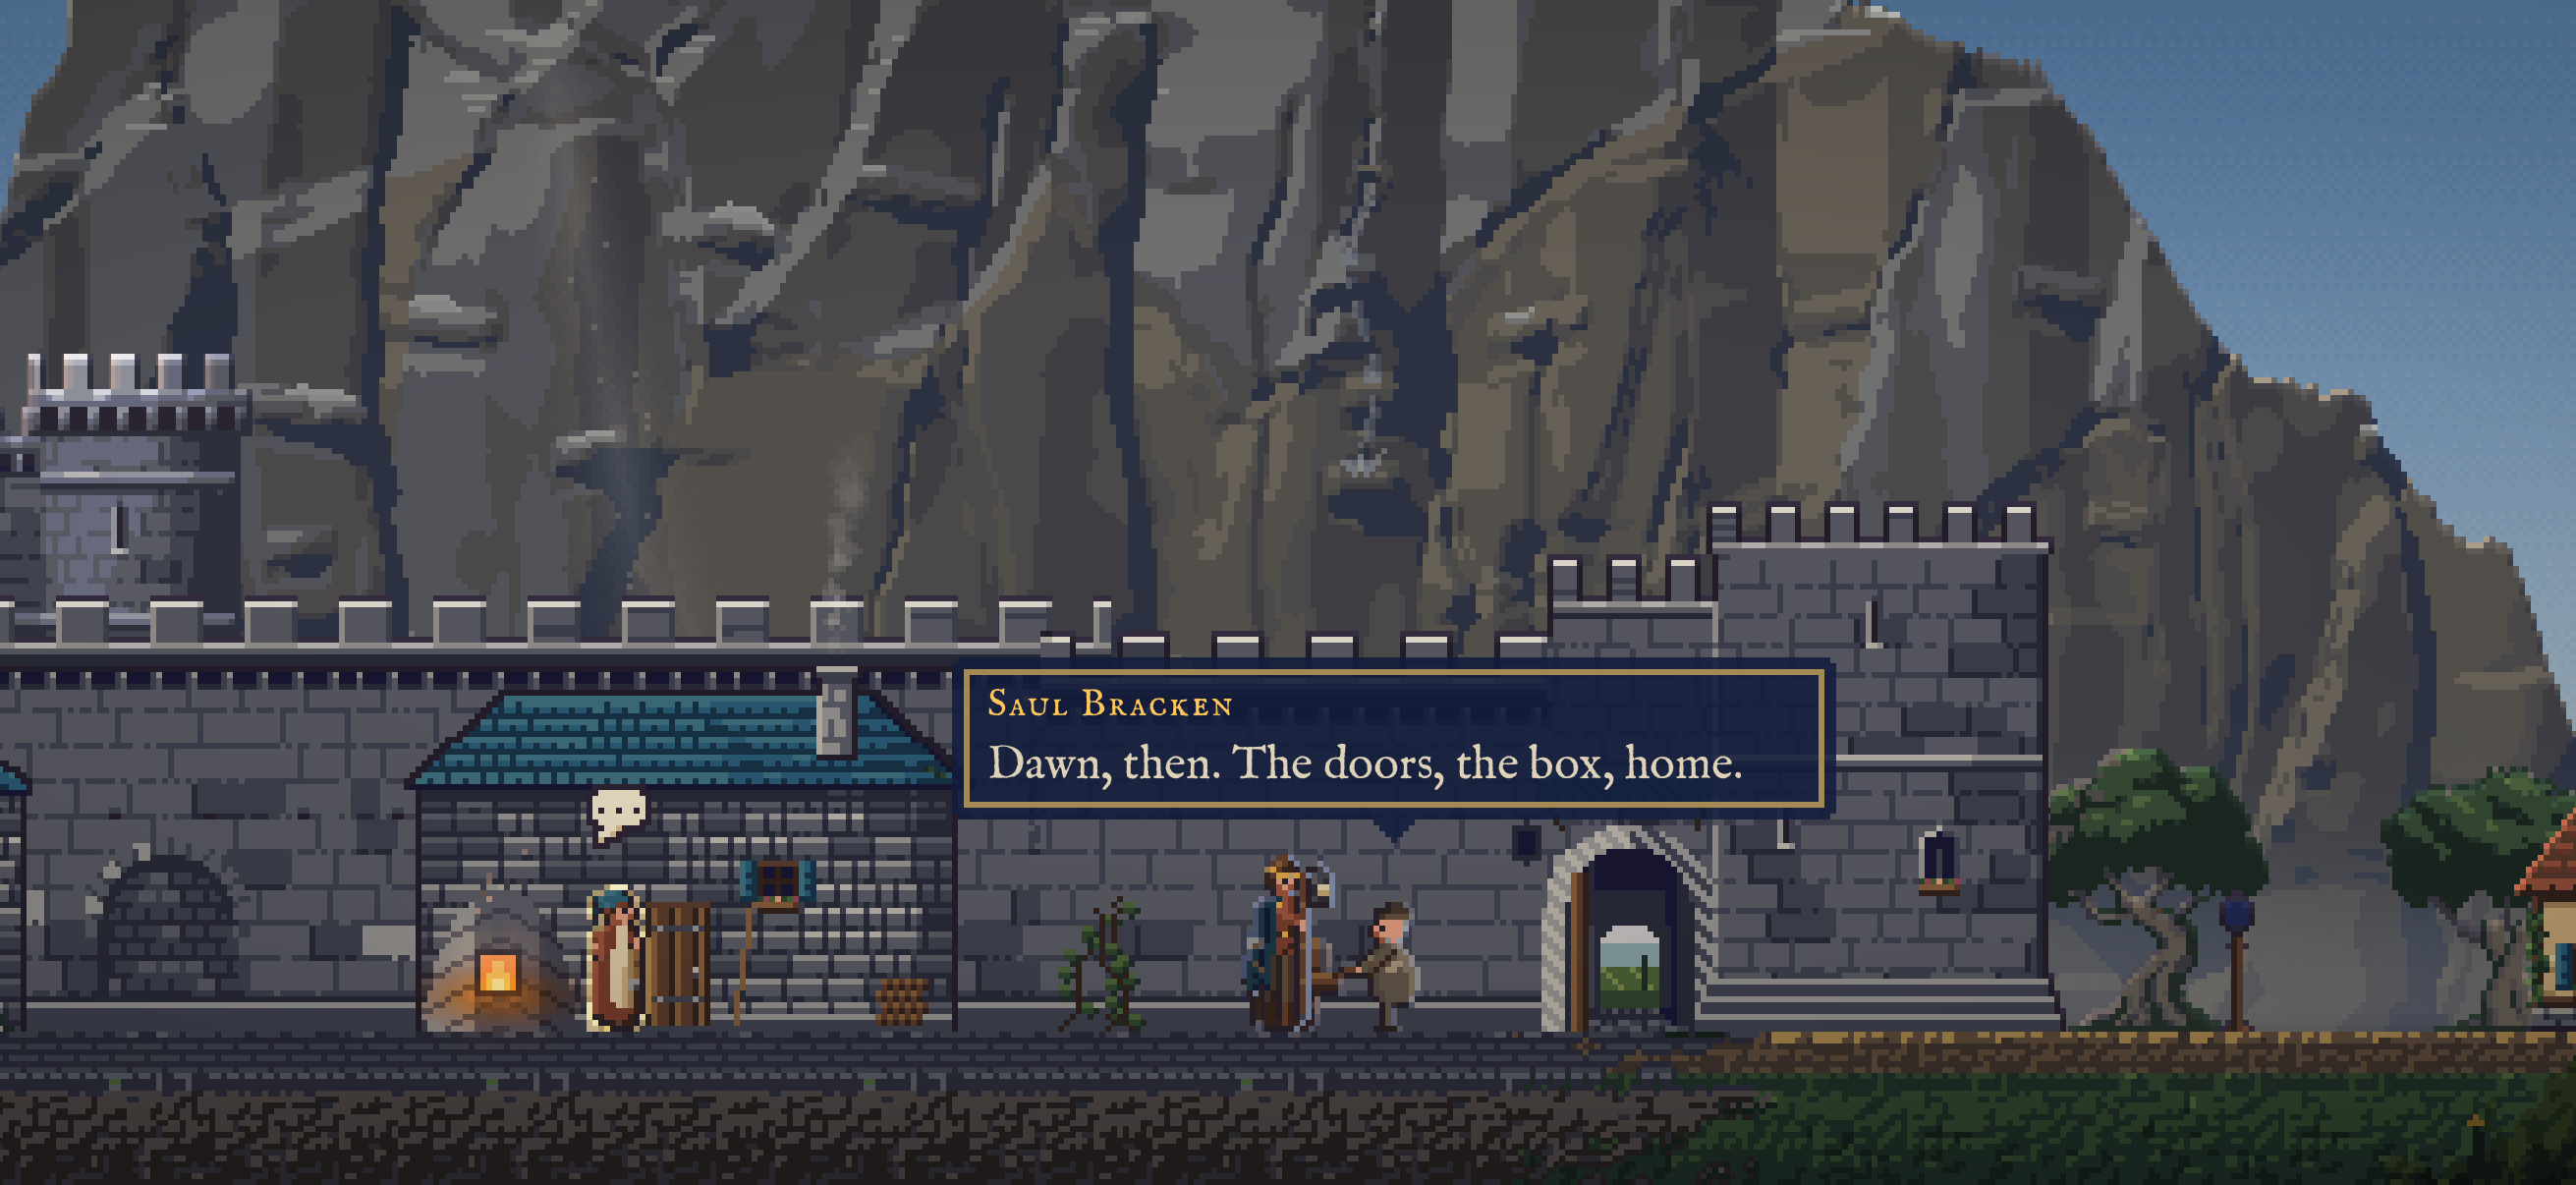 Saul Bracken
Dawn, then. The doors, the box, home.